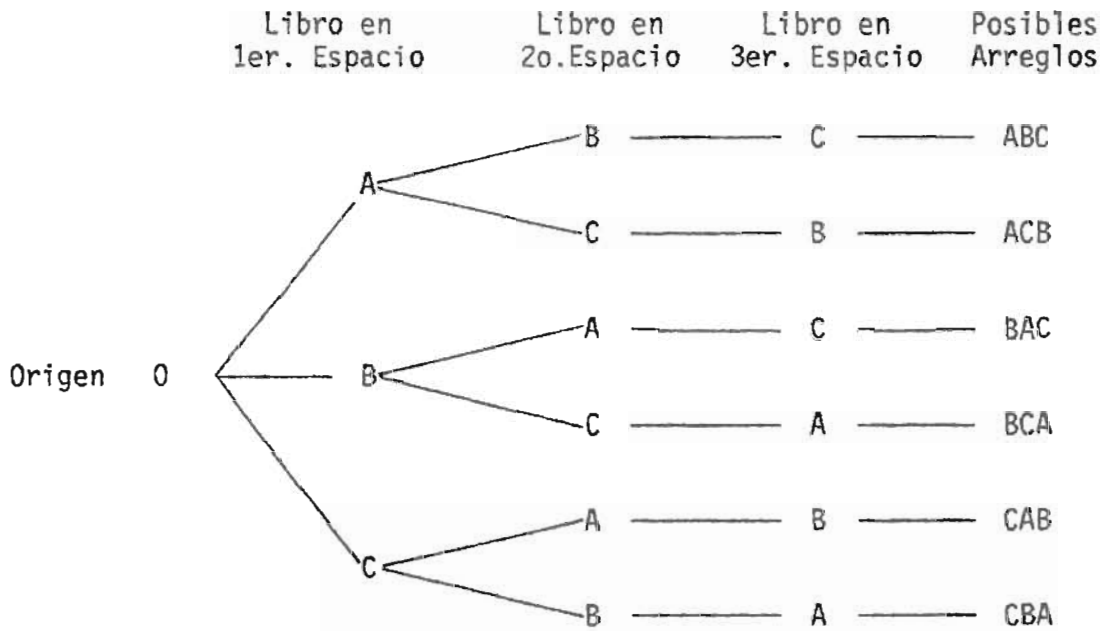 Libro en Libro en Libro en Posibles
1er. Espacio 2o.Espacio 3er. Espacio Arreglos
B C ABC
A
C B ACB
A C BAC
Origen O B
C A BCA
A B CAB
C
B A CBA